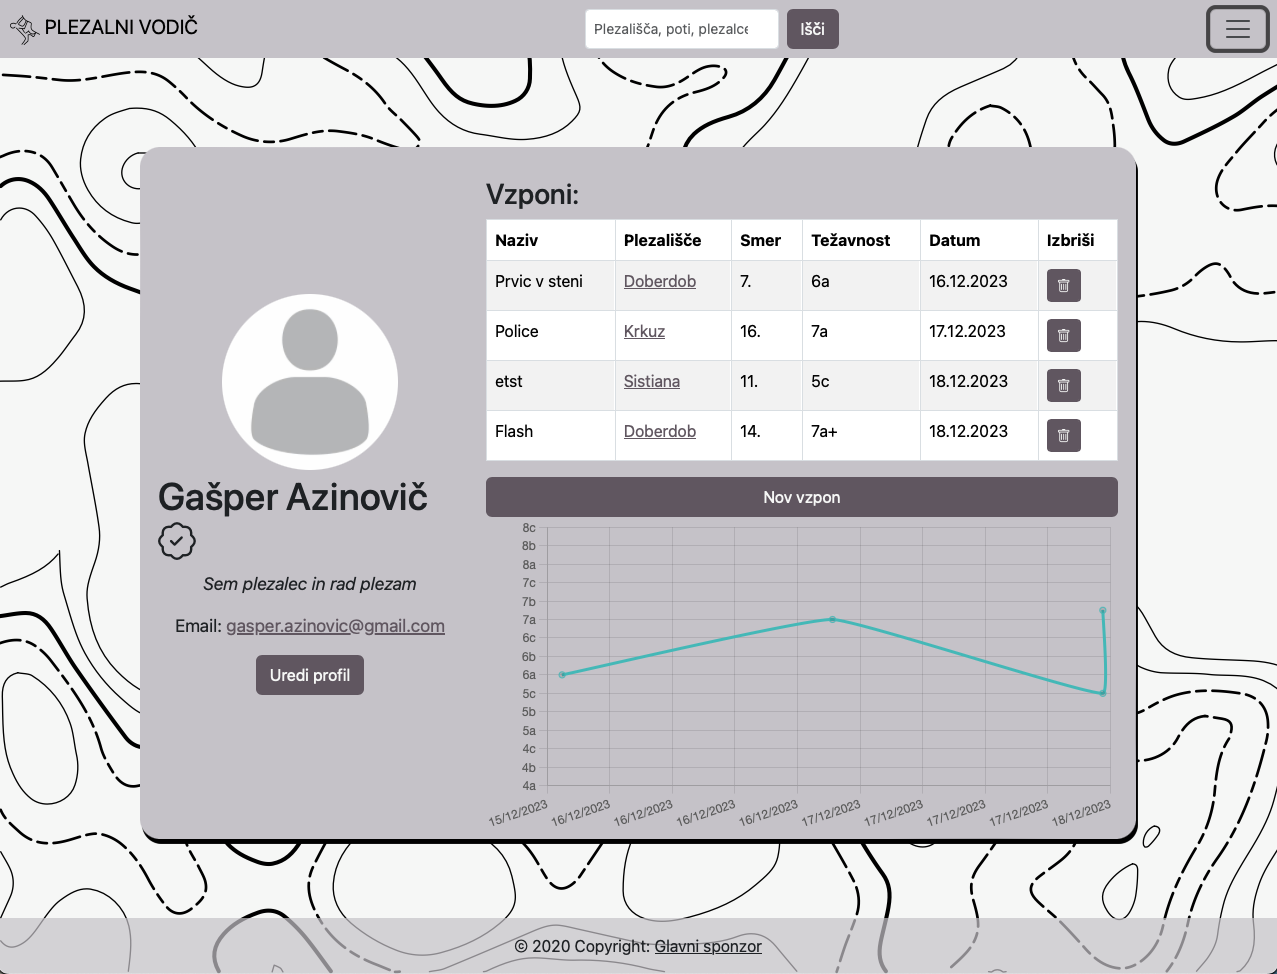 PLEZALNI VODIČ
Plezališča, poti, plezalce
Išči
Gašper Azinovič
Sem plezalec in rad plezam
Email: gasper.azinovic@gmail.com
Uredi profil
Vzponi:
Naziv Plezališče Smer Težavnost Datum Izbriši
Prvic v steni Doberdob 7. 6a 16.12.2023
Police Krkuz 16. 7a 17.12.2023
etst Sistiana 11. 5c 18.12.2023
Flash Doberdob 14. 7a+ 18.12.2023
Nov vzpon
8c
8b
8a
7c
7b
7a
6c
6b
6a
5c
5b
5a
4c
4b
4a
15/12/2023 16/12/2023 16/12/2023 16/12/2023 16/12/2023 17/12/2023 17/12/2023 17/12/2023 17/12/2023 18/12/2023
© 2020 Copyright: Glavni sponzor